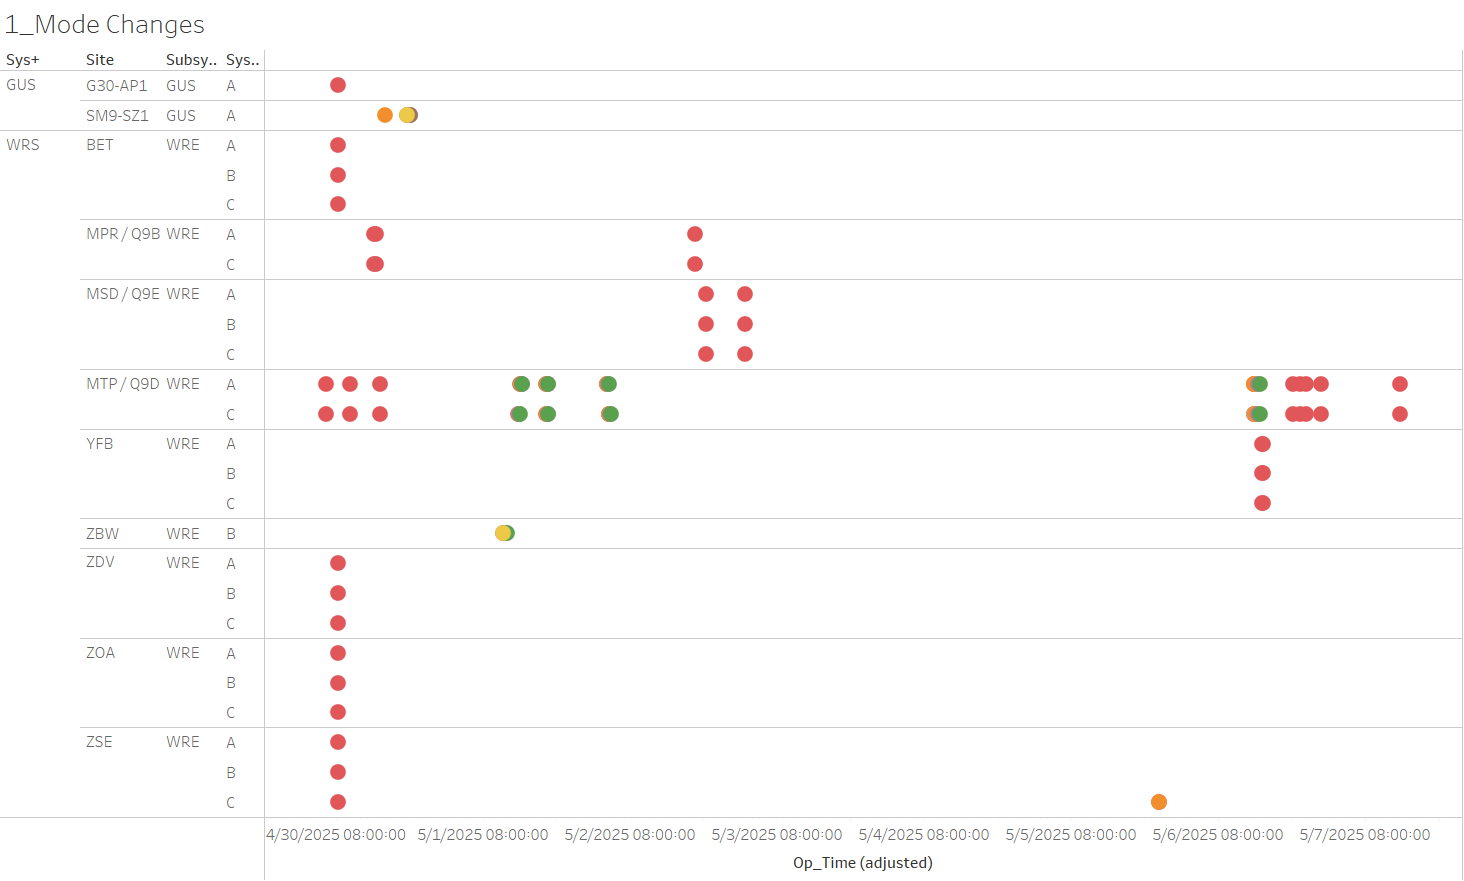 1_Mode Changes
Sys+ Site Subsy.. Sys..
GUS G30-AP1 GUS A
SM9-SZ1 GUS A
WRS BET WRE A
B
C
MPR / Q9B WRE A
C
MSD / Q9E WRE A
B
C
MTP / Q9D WRE A
C
YFB WRE A
B
C
ZBW WRE B
ZDV WRE A
B
C
ZOA WRE A
B
C
ZSE WRE A
B
C
4/30/2025 08:00:00 5/1/2025 08:00:00 5/2/2025 08:00:00 5/3/2025 08:00:00 5/4/2025 08:00:00 5/5/2025 08:00:00 5/6/2025 08:00:00 5/7/2025 08:00:00
Op_Time (adjusted)